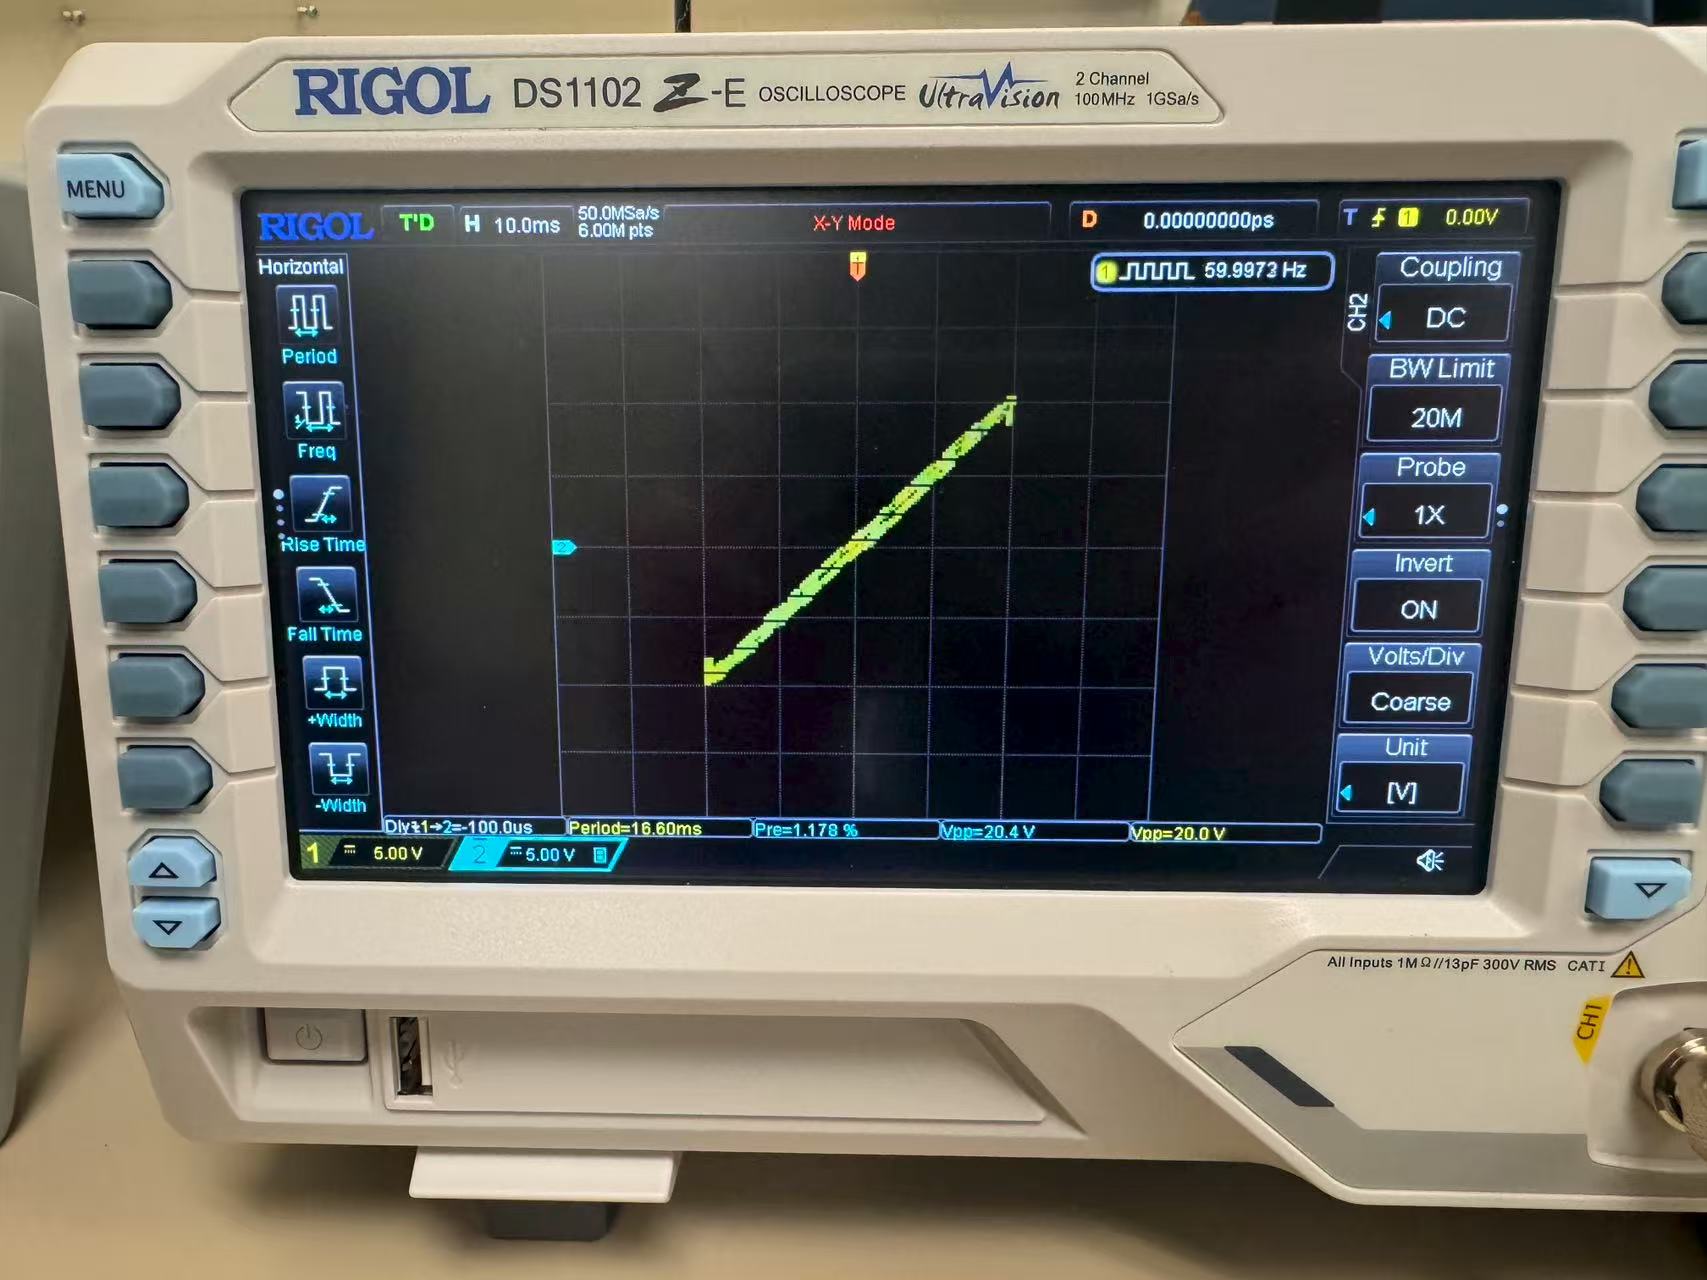 RIGOL DS1102 Z-E OSCILLOSCOPE UltraVision 2 Channel
100MHz 1GSa/s
MENU
RIGOL T'D H 10.0ms 50.0MSa/s
6.00M pts
X-Y Mode
D 0.00000000ps
T 1 0.00V
Horizontal
Period
Freq
Rise Time
Fall Time
+Width
-Width
T
1 59.9973 Hz
2
CH2
Coupling
DC
BW Limit
20M
Probe
1X
Invert
ON
Volts/Div
Coarse
Unit
[V]
Period=16.60ms
Pre=1.178 %
Vpp=20.4 V
Vpp=20.0 V
1 5.00 V
2 5.00 V B
All Inputs 1MΩ//13pF 300V RMS CATI
CH1